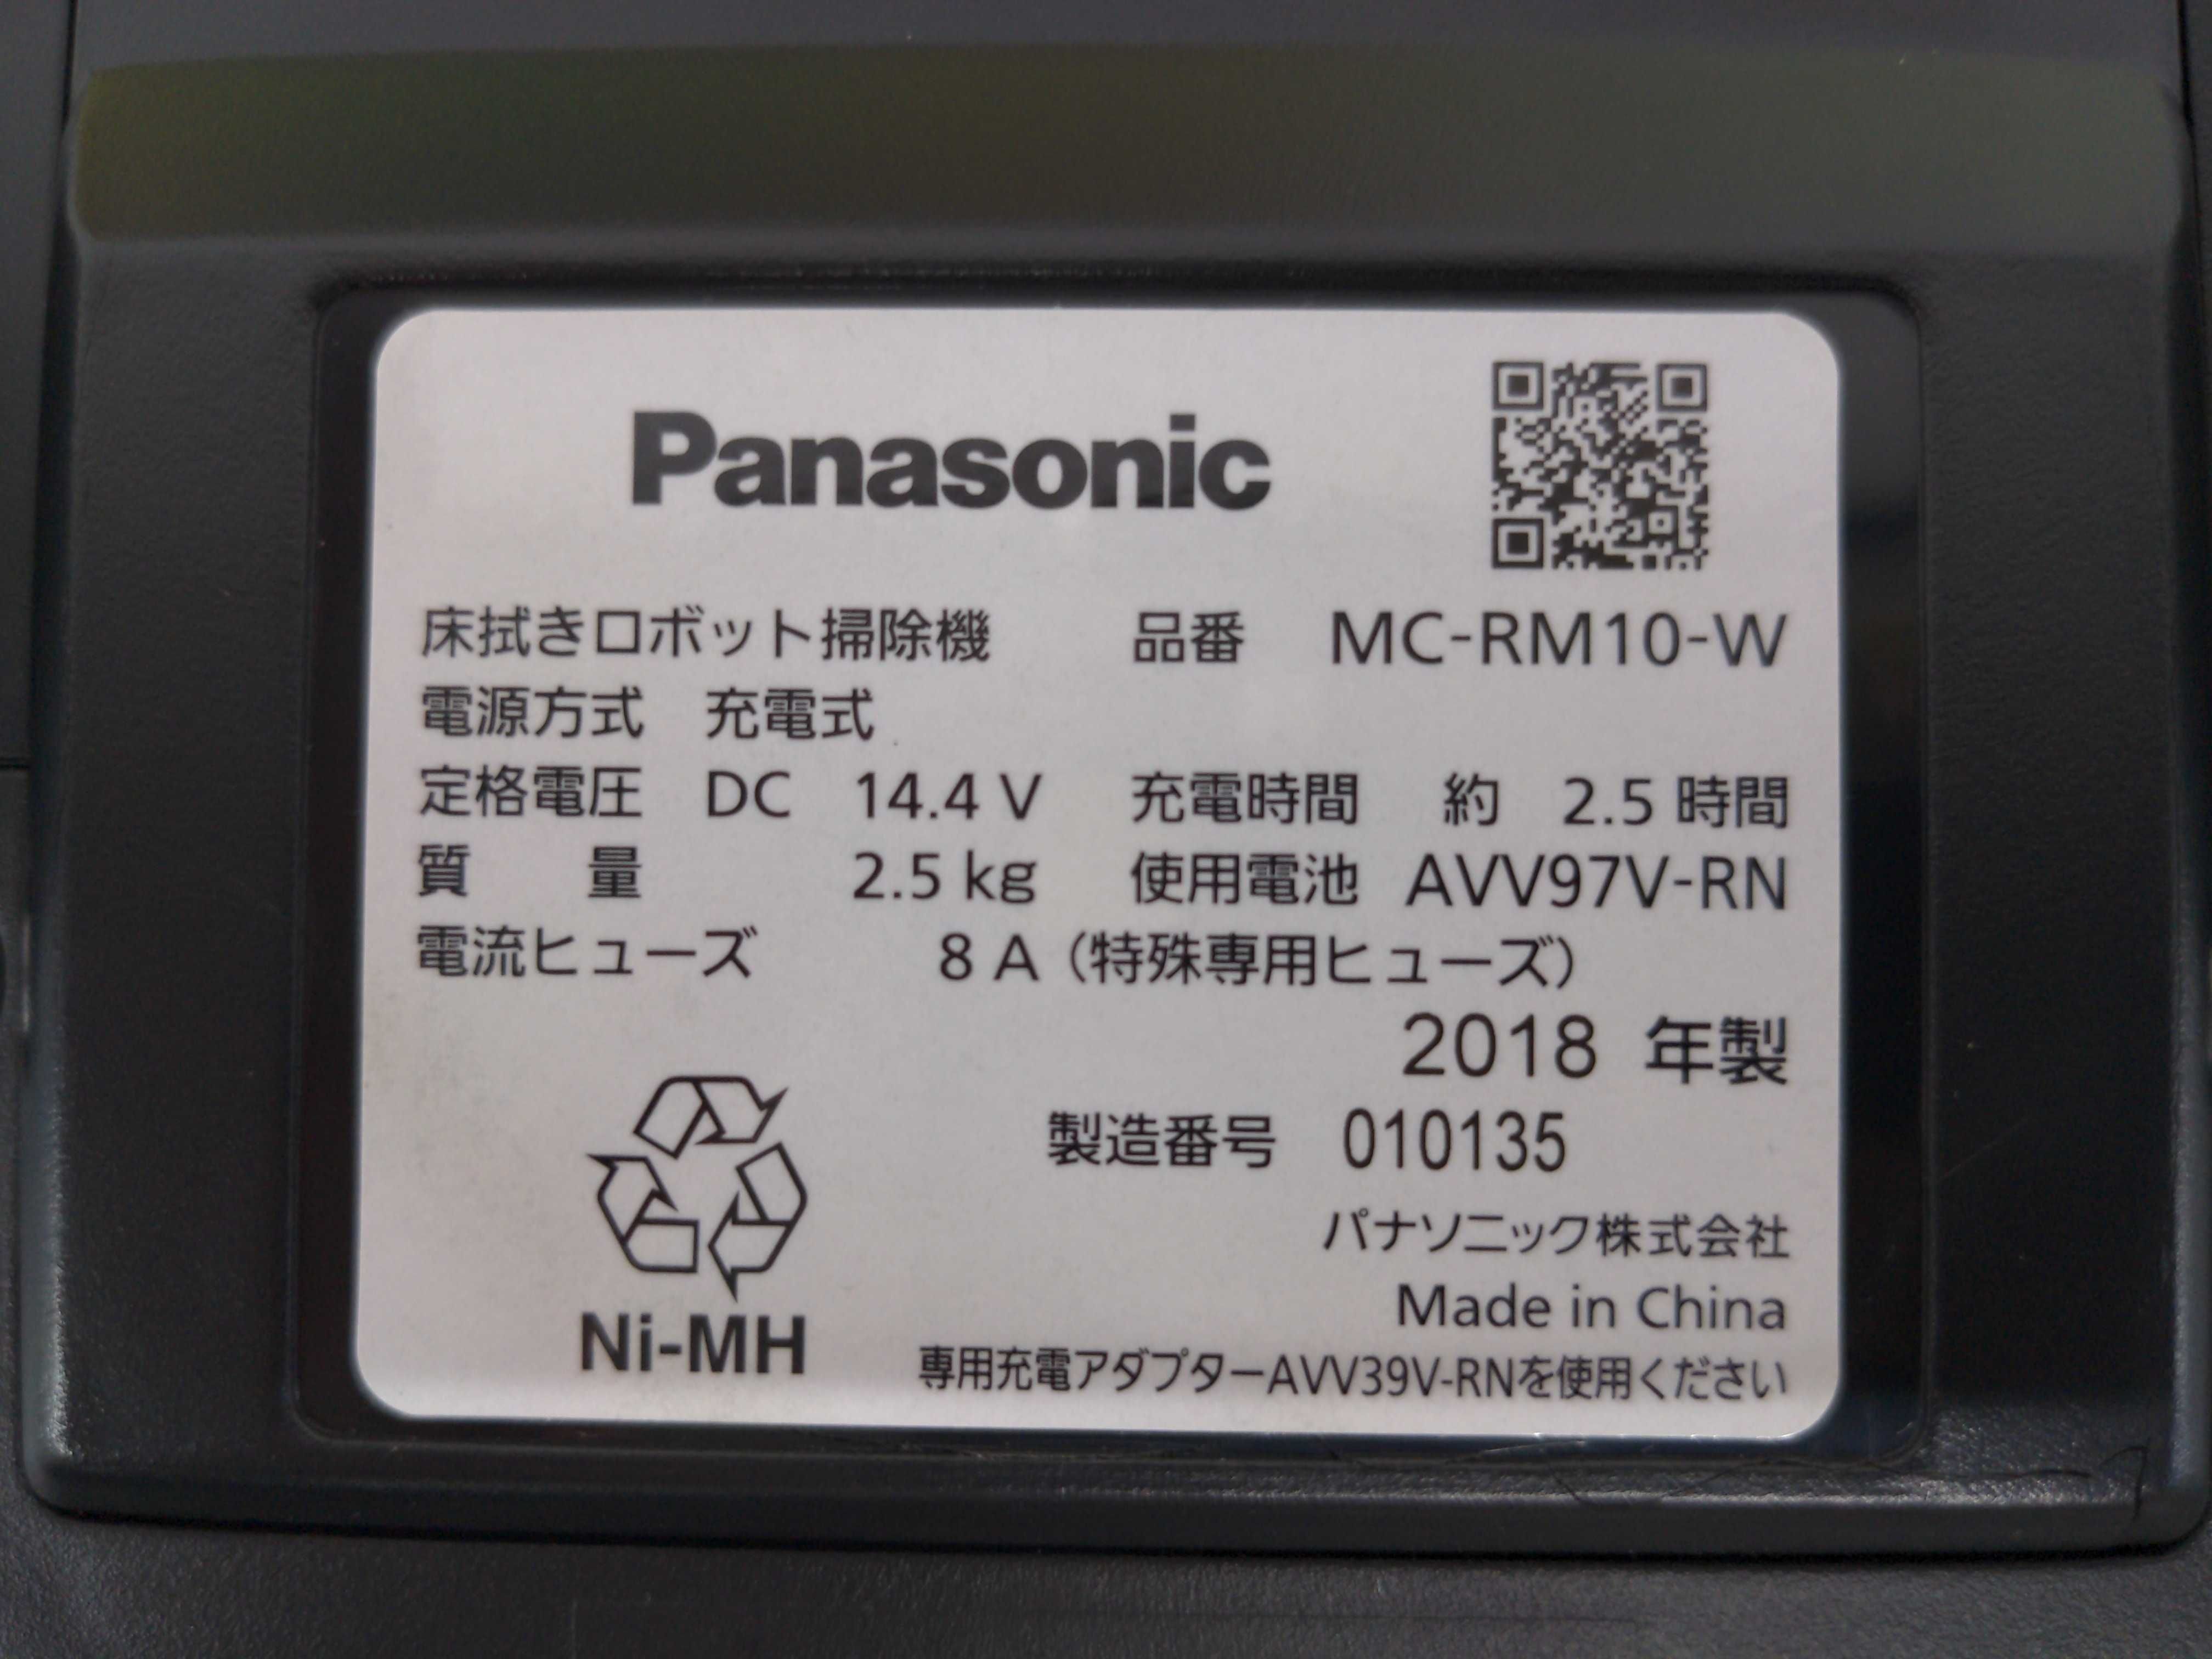 Panasonic
床拭きロボット掃除機 品番 MC-RM10-W
電源方式 充電式
定格電圧 DC 14.4 V 充電時間 約 2.5 時間
質 量 2.5 kg 使用電池 AVV97V-RN
電流ヒューズ 8 A（特殊専用ヒューズ）
2018 年製
製造番号 010135
パナソニック株式会社
Made in China
Ni-MH
専用充電アダプターAVV39V-RNを使用ください